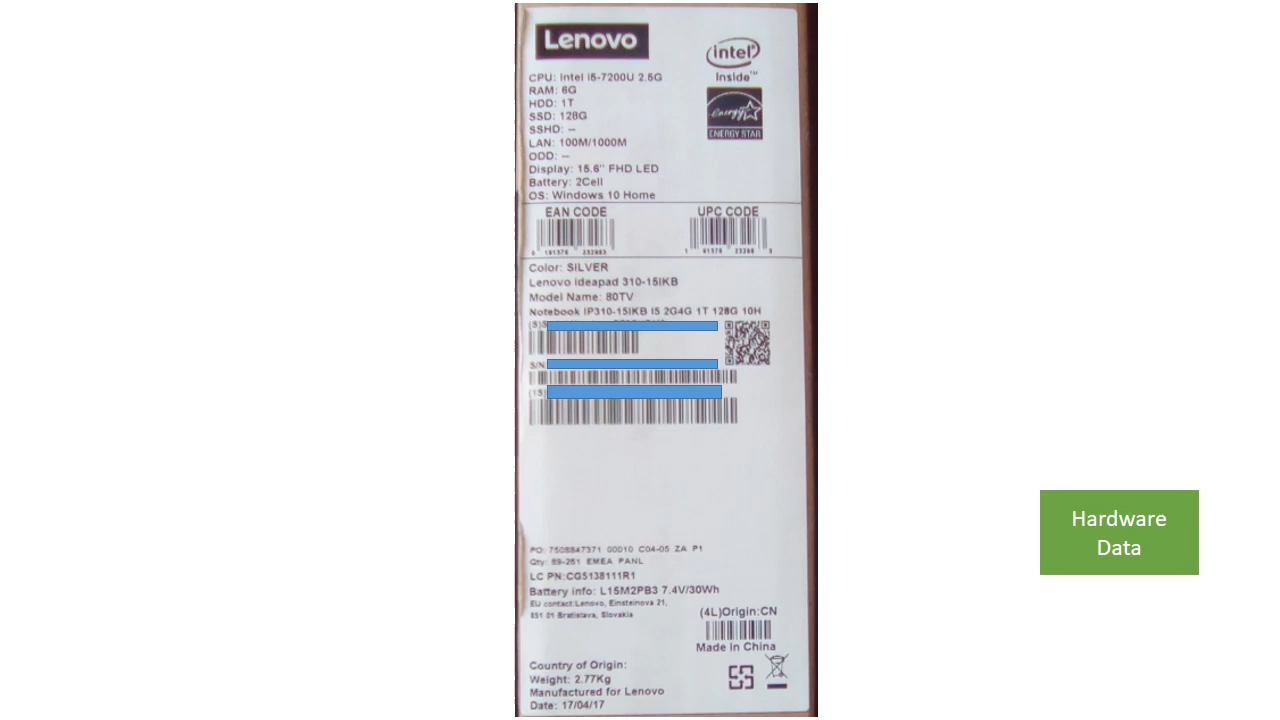 Lenovo
intel
Inside™
CPU: Intel i5-7200U 2.5G
RAM: 6G
HDD: 1T
SSD: 128G
SSHD: --
LAN: 100M/1000M
ODD: --
Display: 15.6" FHD LED
Battery: 2Cell
OS: Windows 10 Home
energy
ENERGY STAR
EAN CODE
UPC CODE
Color: SILVER
Lenovo ideapad 310-15IKB
Model Name: 80TV
Notebook IP310-15IKB I5 2G4G 1T 128G 10H
(S)S
S/N
(1S)
PO: 7508847371 00010 C04-05 ZA P1
Qty: 89-251 EMEA PANL
LC PN:CG5138111R1
Battery info: L15M2PB3 7.4V/30Wh
EU contact:Lenovo, Einsteinova 21,
851 01 Bratislava, Slovakia
(4L)Origin:CN
Made in China
Country of Origin:
Weight: 2.77Kg
Manufactured for Lenovo
Date: 17/04/17
Hardware
Data